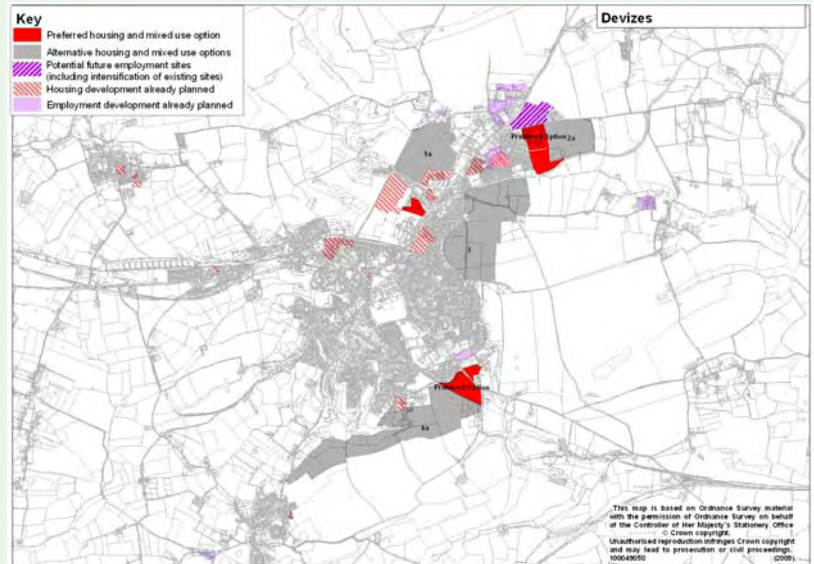 Key
Preferred housing and mixed use option
Alternative housing and mixed use options
Potential future employment sites
(including intensification of existing sites)
Housing development already planned
Employment development already planned
Devizes
Preferred Option
2a
3
Preferred Option
4a
This map is based on Ordnance Survey material
with the permission of Ordnance Survey on behalf
of the Controller of Her Majesty's Stationery Office
© Crown copyright.
Unauthorised reproduction infringes Crown copyright
and may lead to prosecution or civil proceedings.
100049050 (2009)